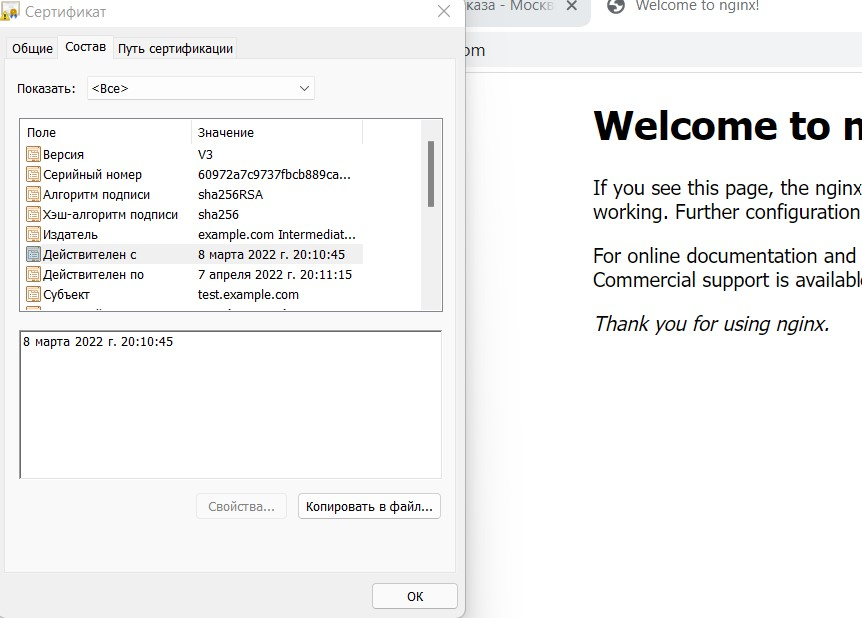 Сертификат
Общие Состав Путь сертификации
Показать: <Все>
Поле Значение
Версия V3
Серийный номер 60972a7c9737fbcb889ca...
Алгоритм подписи sha256RSA
Хэш-алгоритм подписи sha256
Издатель example.com Intermediat...
Действителен с 8 марта 2022 г. 20:10:45
Действителен по 7 апреля 2022 г. 20:11:15
Субъект test.example.com
8 марта 2022 г. 20:10:45
Свойства... Копировать в файл...
ОК
каза - Москв Welcome to nginx!
om
Welcome to n
If you see this page, the nginx
working. Further configuration
For online documentation and
Commercial support is availabl
Thank you for using nginx.